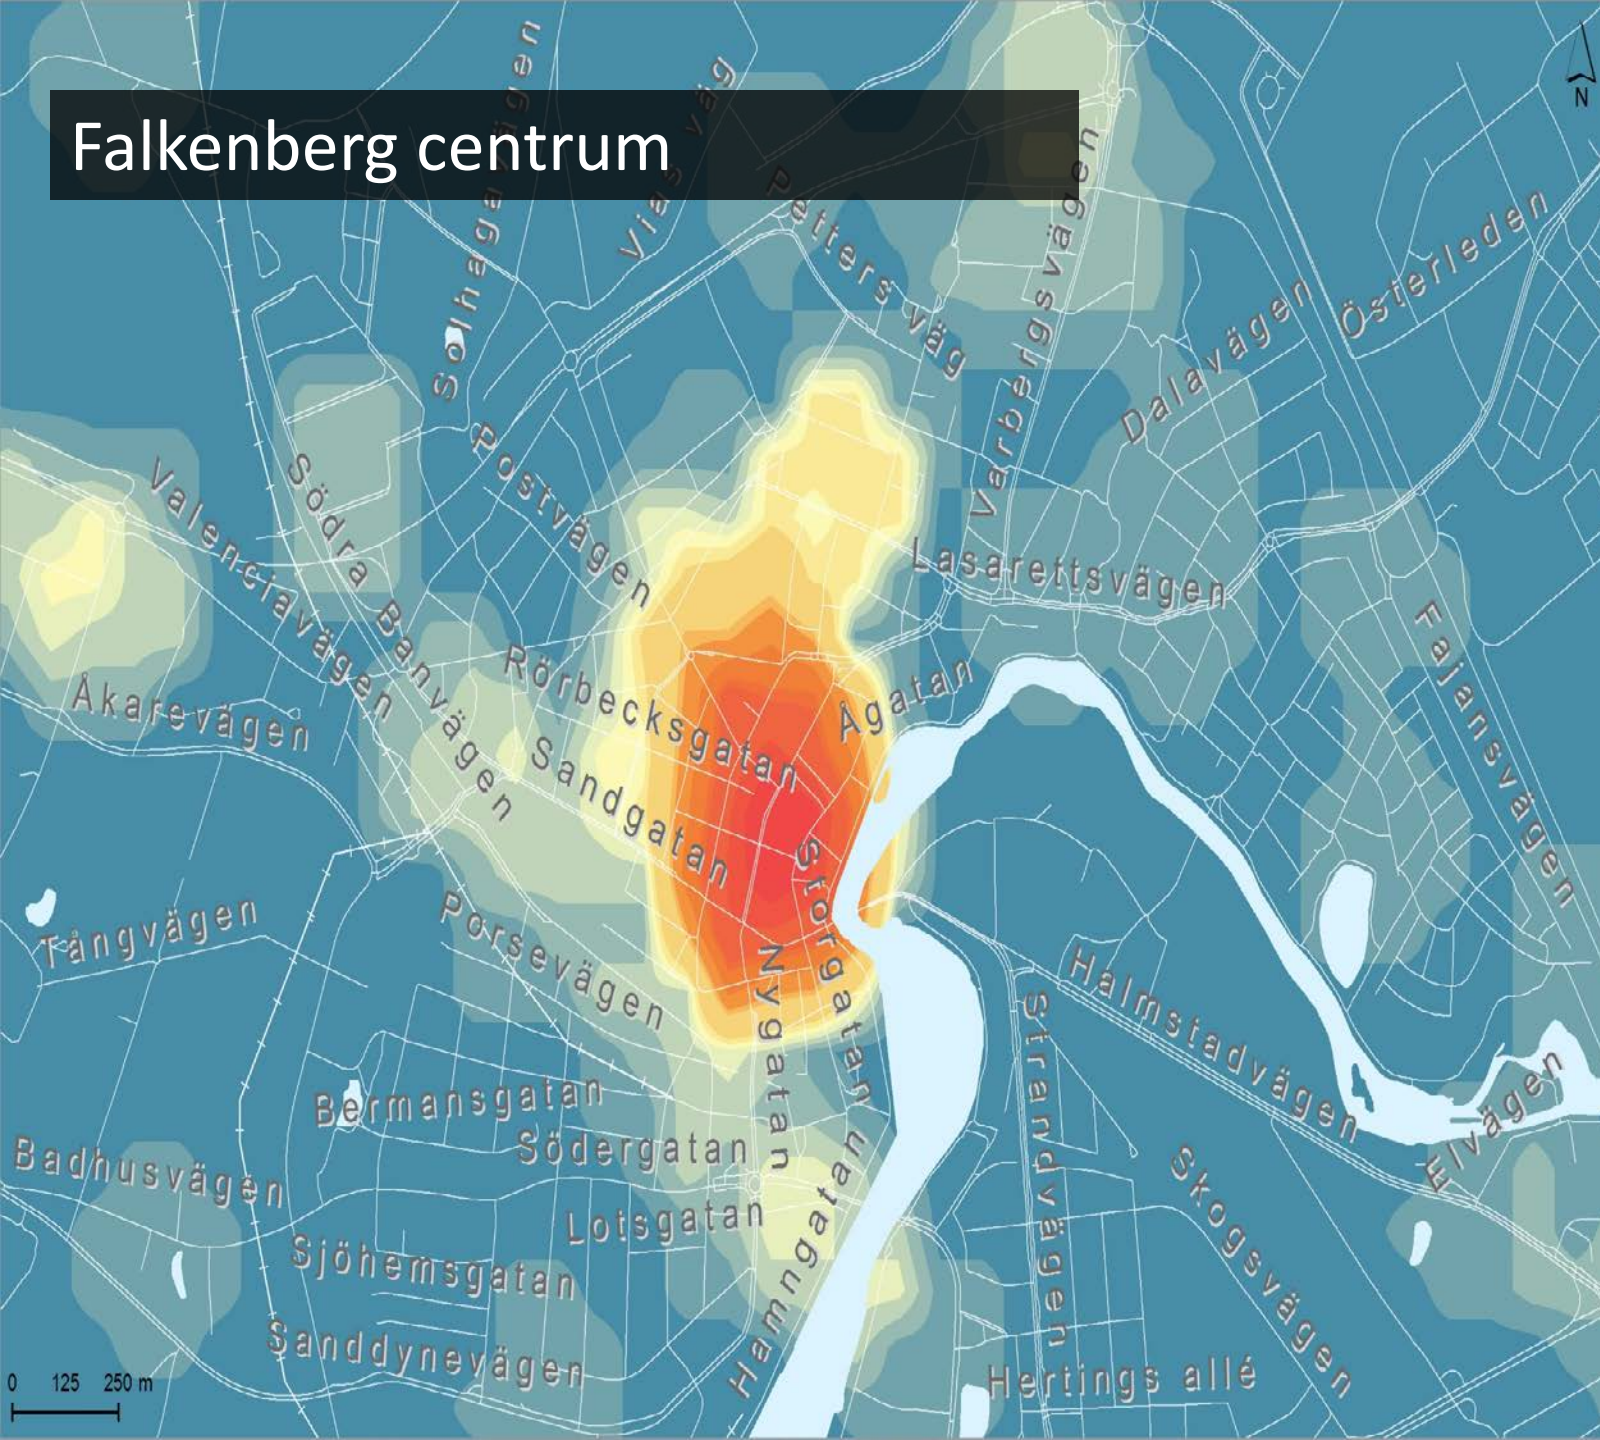 Falkenberg centrum
N
Solhagavägen
Vias väg
Petters väg
Varbergsvägen
Österleden
Dalavägen
Postvägen
Södra Banvägen
Valenciavägen
Lasarettsvägen
Fajansvägen
Rörbecksgatan
Ågatan
Åkarevägen
Sandgatan
Storgatan
Tångvägen
Porsevägen
Nygatan
Halmstadvägen
Strandvägen
Bermansgatan
Södergatan
Elvägen
Badhusvägen
Skogsvägen
Lotsgatan
Hamngatan
Sjöhemsgatan
Sanddynevägen
Hertings allé
0 125 250 m